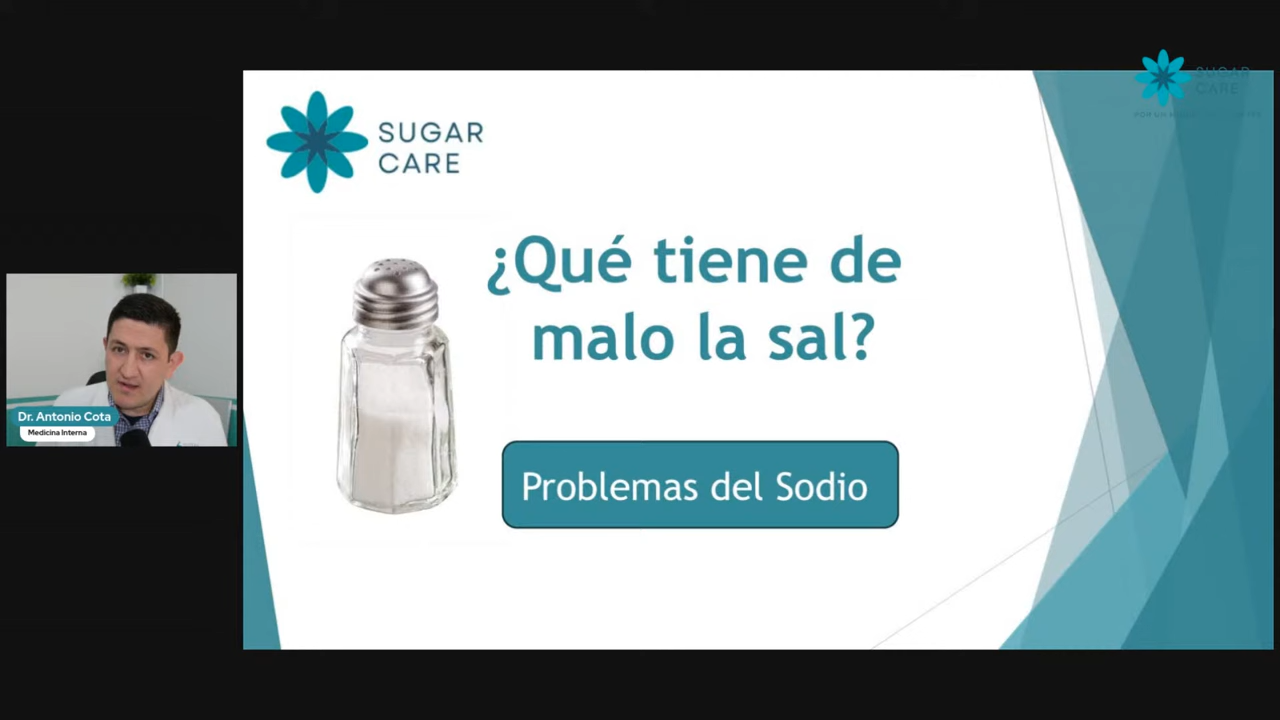 SUGAR
CARE
¿Qué tiene de
malo la sal?
Problemas del Sodio
Dr. Antonio Cota
Medicina Interna
SUGAR
CARE